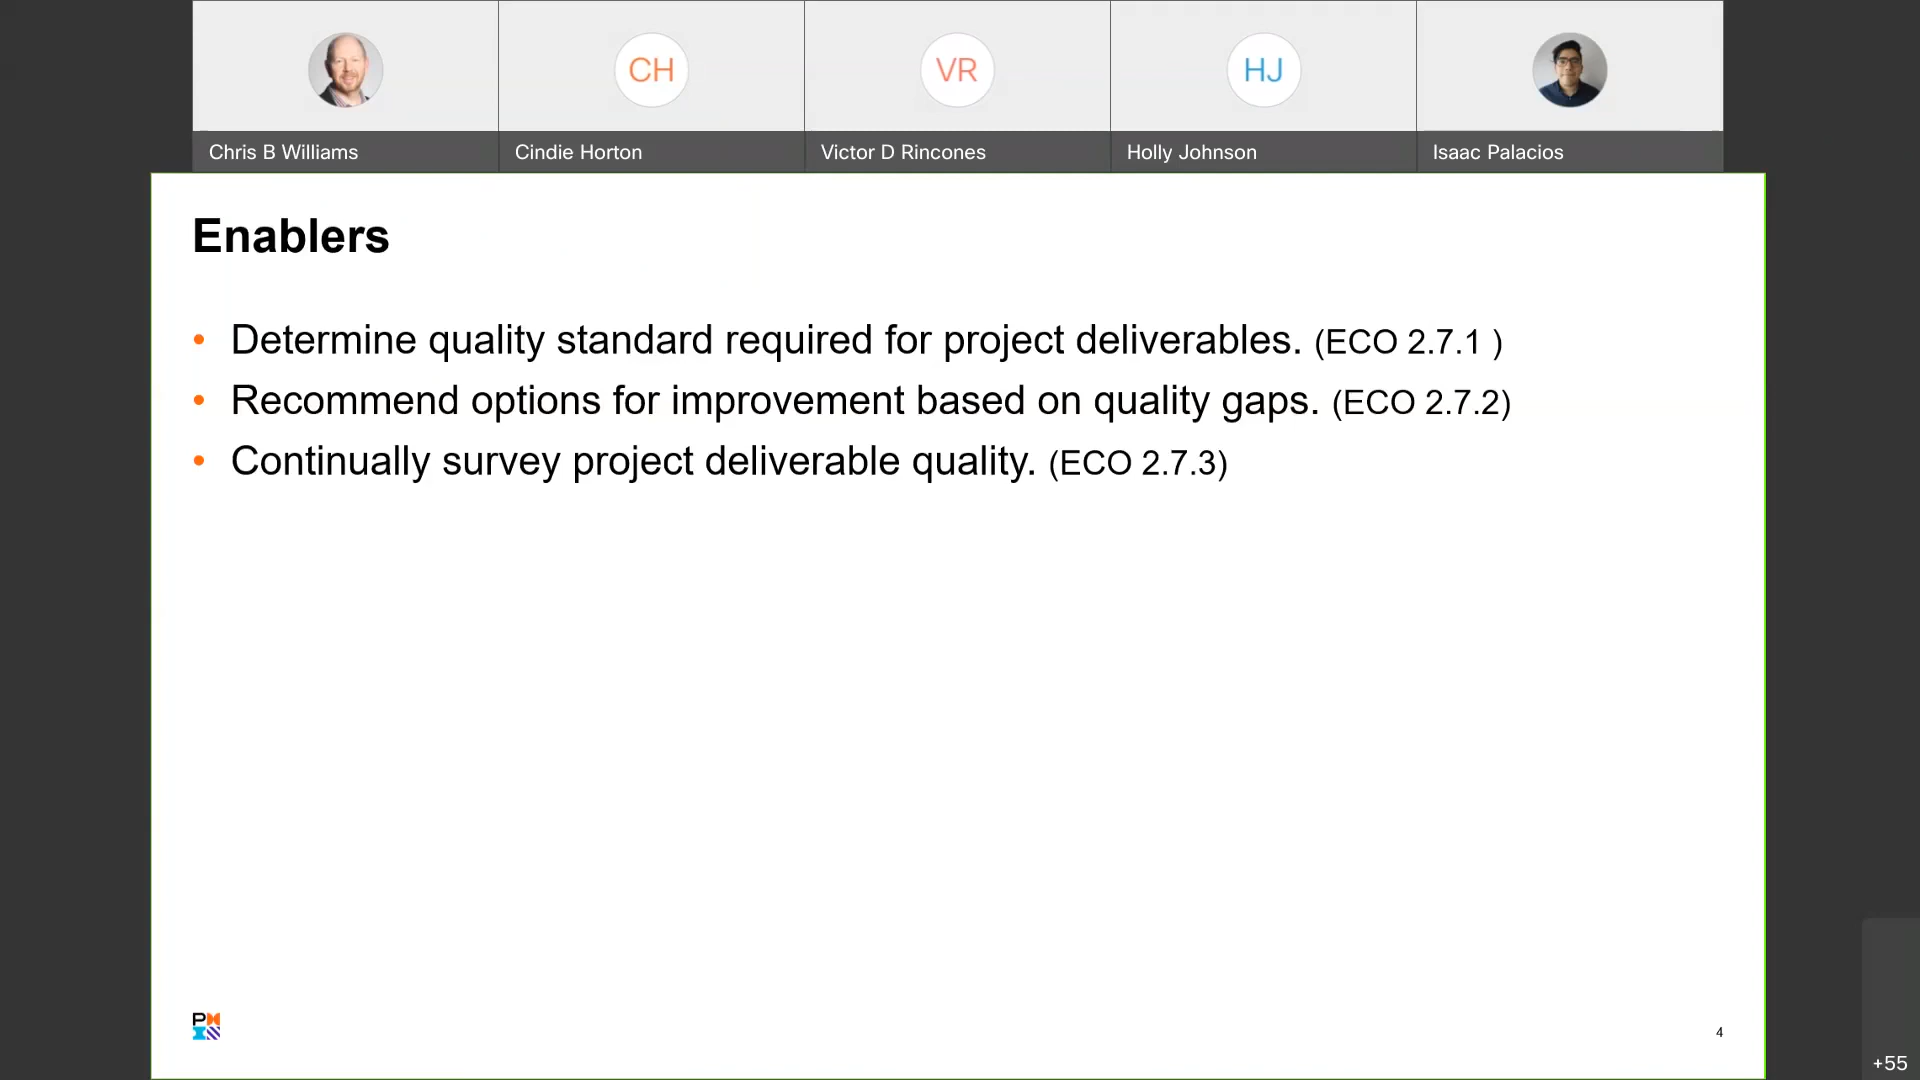 CH
VR
HJ
Chris B Williams
Cindie Horton
Victor D Rincones
Holly Johnson
Isaac Palacios
Enablers
• Determine quality standard required for project deliverables. (ECO 2.7.1 )
• Recommend options for improvement based on quality gaps. (ECO 2.7.2)
• Continually survey project deliverable quality. (ECO 2.7.3)
4
+55